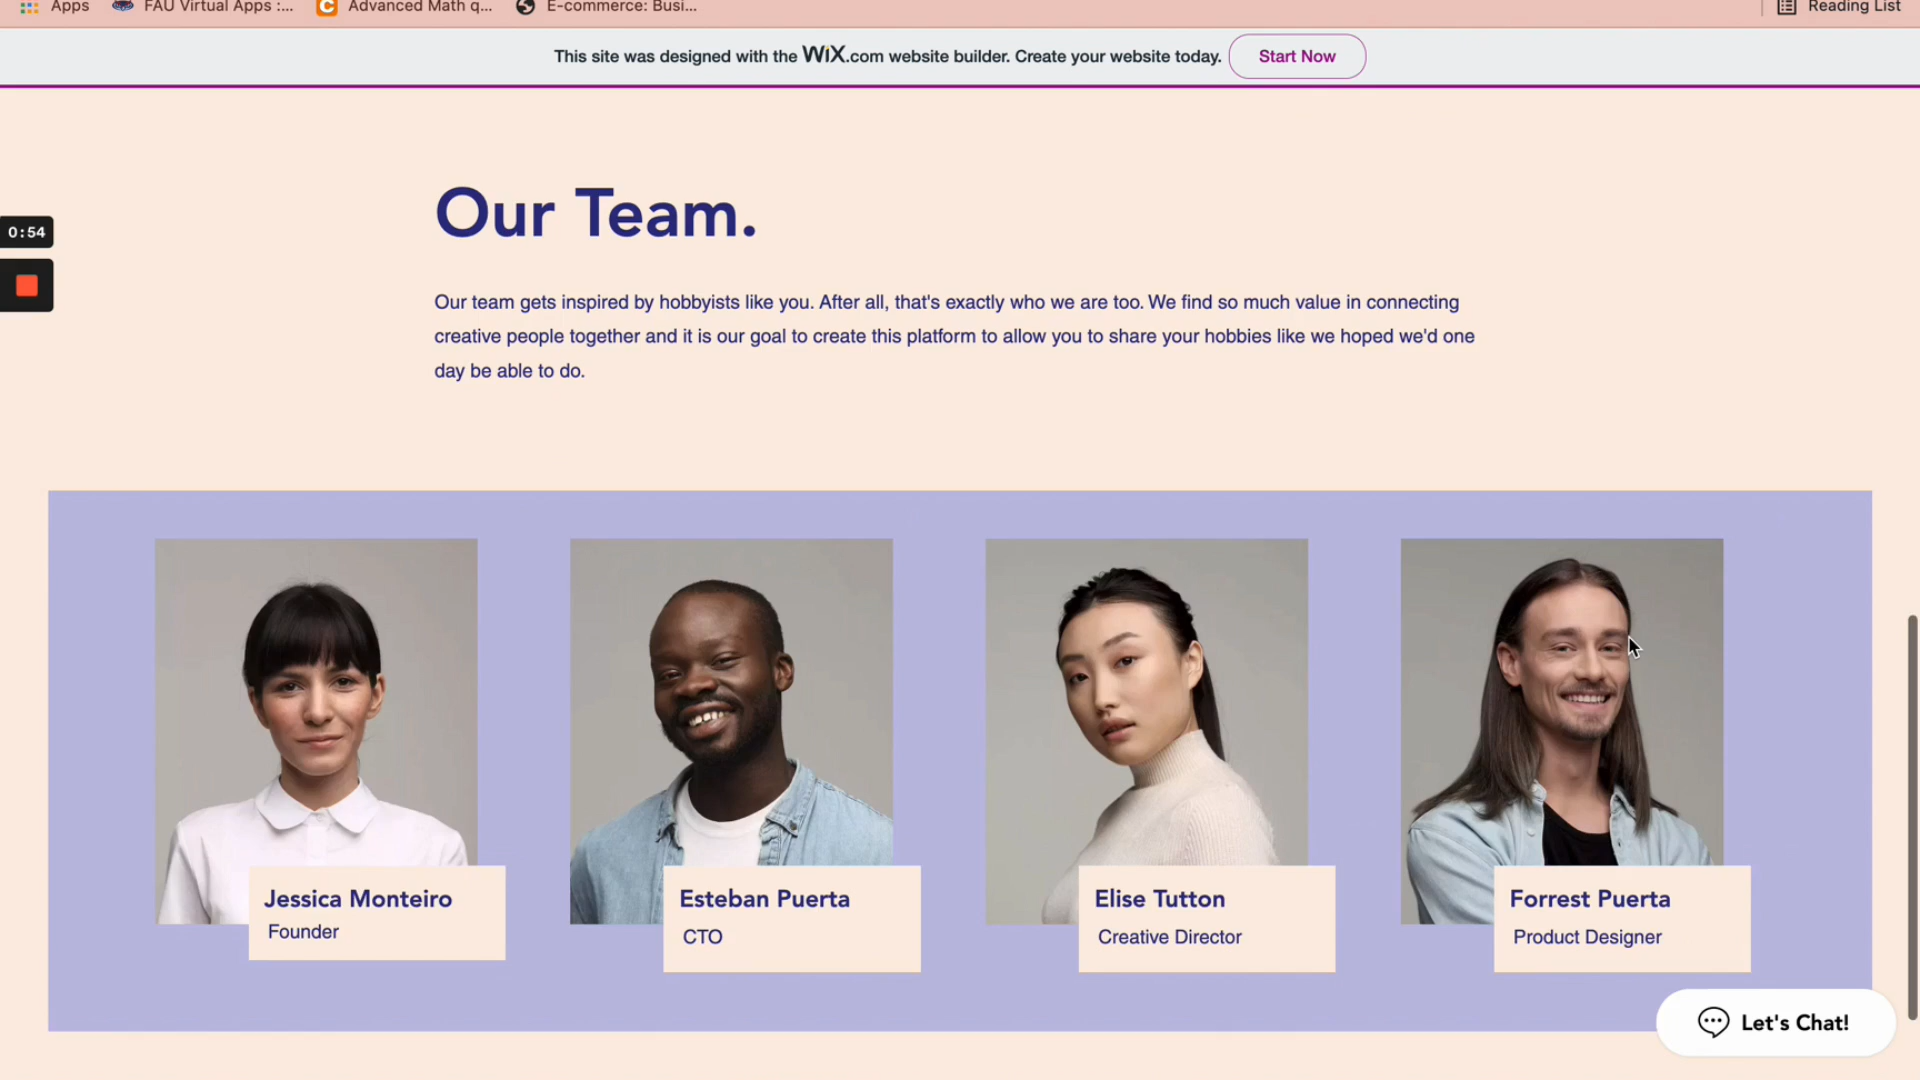 Apps
FAU Virtual Apps :...
Advanced Math q...
E-commerce: Busi...
Reading List
This site was designed with the WiX.com website builder. Create your website today.
Start Now
0:54
Our Team.
Our team gets inspired by hobbyists like you. After all, that's exactly who we are too. We find so much value in connecting
creative people together and it is our goal to create this platform to allow you to share your hobbies like we hoped we'd one
day be able to do.
Jessica Monteiro
Founder
Esteban Puerta
CTO
Elise Tutton
Creative Director
Forrest Puerta
Product Designer
Let's Chat!